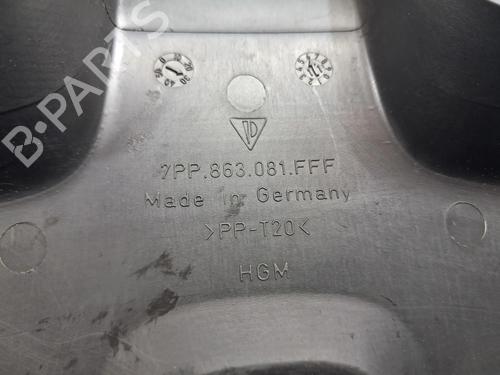 7PP.863.081.FFF
Made in Germany
>PP-T20<
HGM
B-PARTS